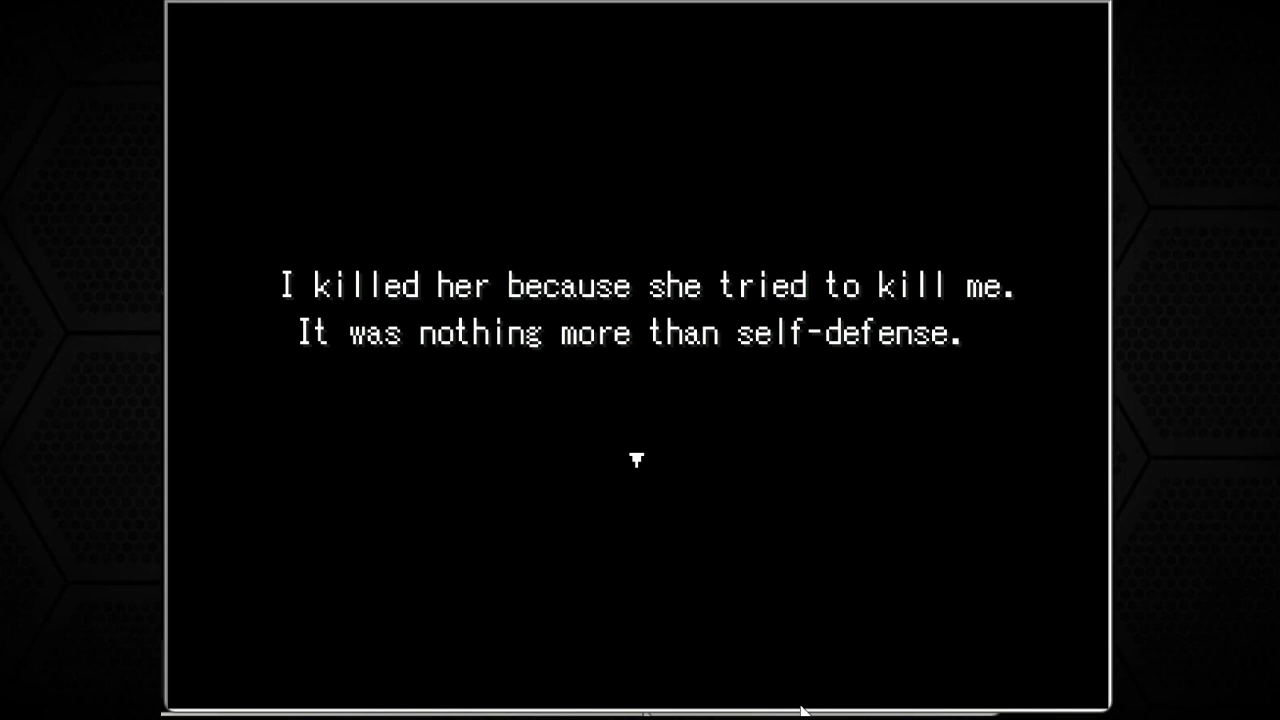 I killed her because she tried to kill me.
It was nothing more than self-defense.